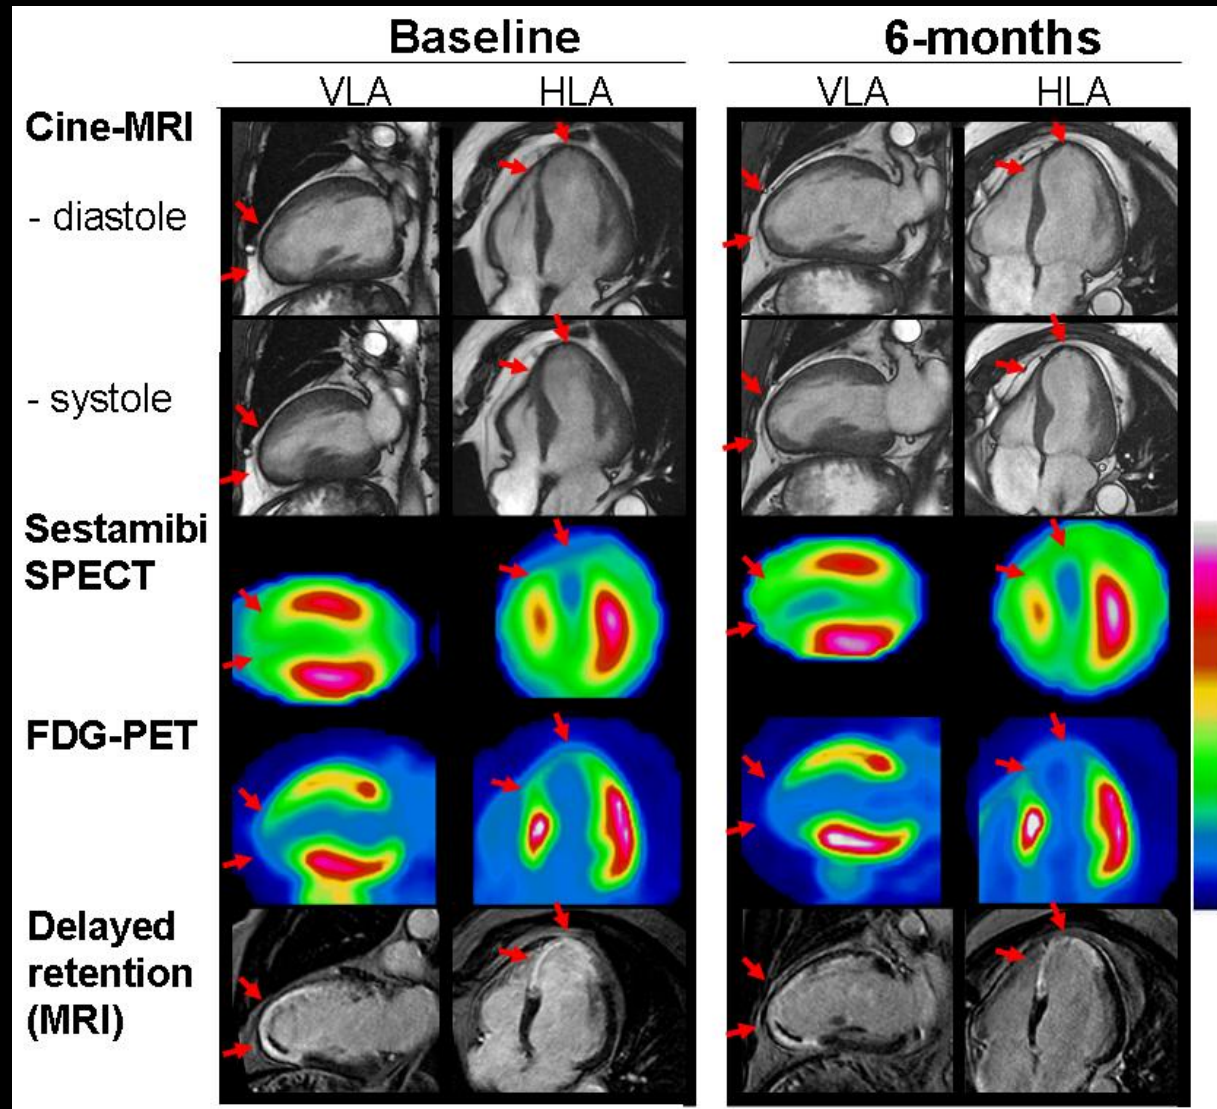 Baseline 6-months
VLA HLA VLA HLA
Cine-MRI
- diastole
- systole
Sestamibi
SPECT
FDG-PET
Delayed
retention
(MRI)